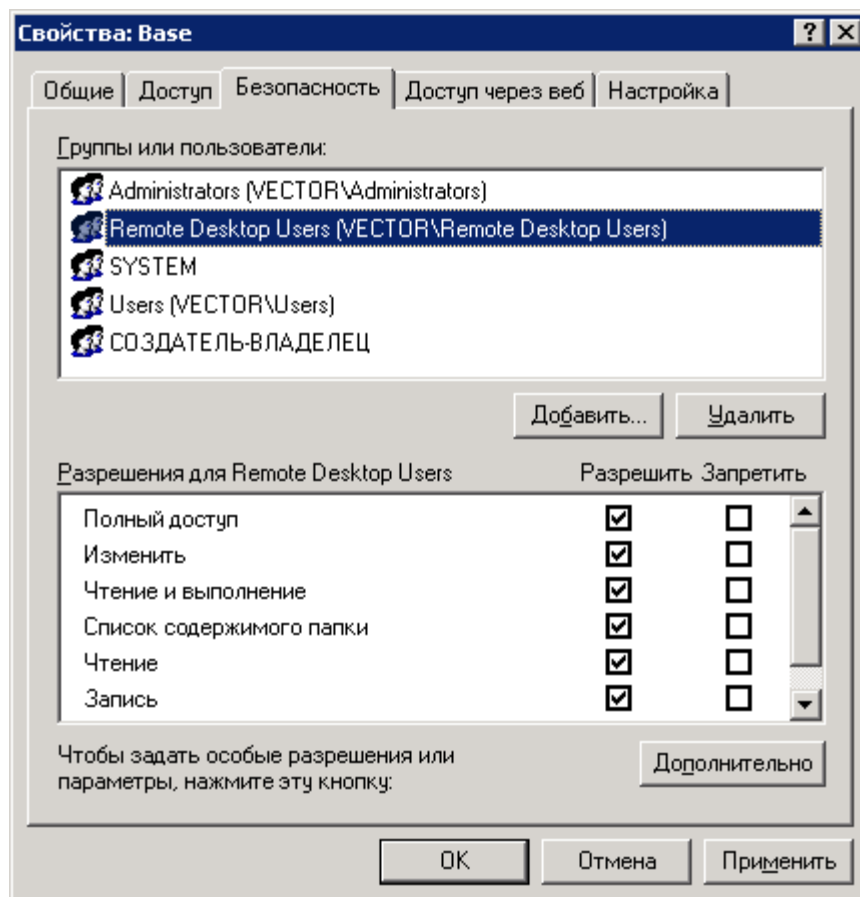 Свойства: Base
Общие Доступ Безопасность Доступ через веб Настройка
Группы или пользователи:
Administrators (VECTOR\Administrators)
Remote Desktop Users (VECTOR\Remote Desktop Users)
SYSTEM
Users (VECTOR\Users)
СОЗДАТЕЛЬ-ВЛАДЕЛЕЦ
Добавить... Удалить
Разрешения для Remote Desktop Users Разрешить Запретить
Полный доступ
Изменить
Чтение и выполнение
Список содержимого папки
Чтение
Запись
Чтобы задать особые разрешения или
параметры, нажмите эту кнопку:
Дополнительно
OK Отмена Применить